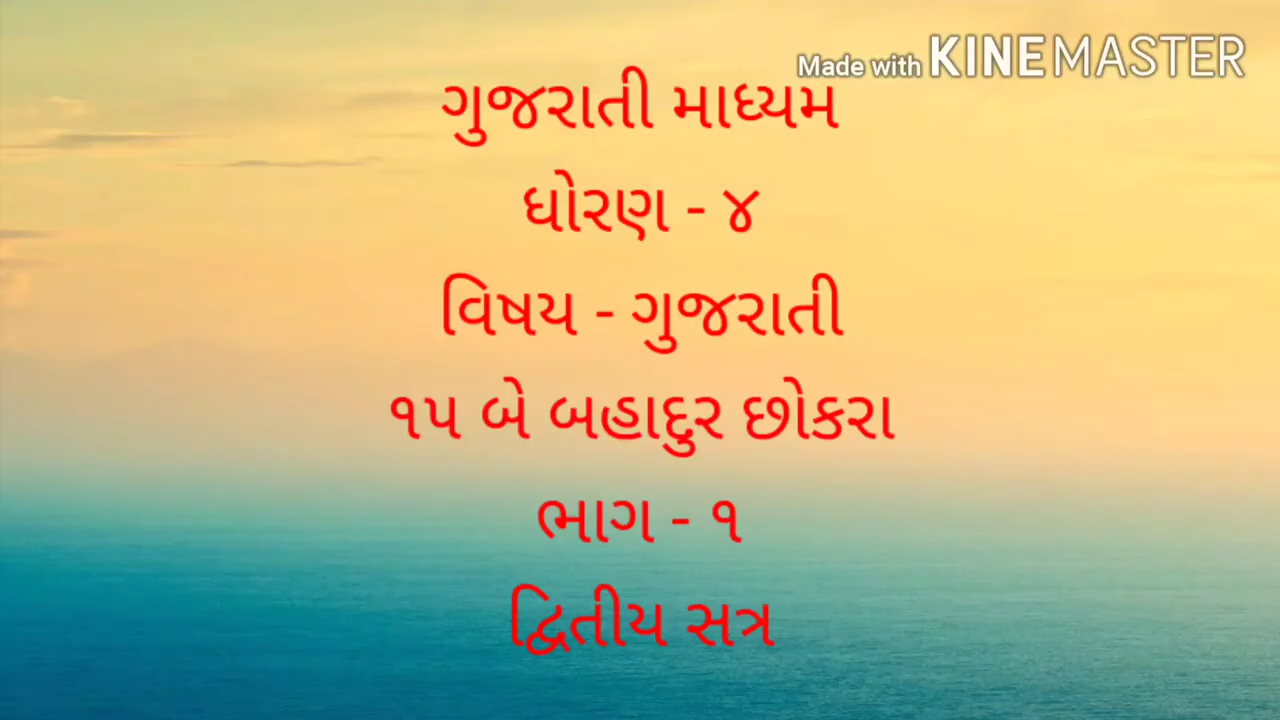 Made with KINEMASTER
ગુજરાતી માધ્યમ
ધોરણ - ૪
વિષય - ગુજરાતી
૧૫ બે બહાદુર છોકરા
ભાગ - ૧
દ્વિતીય સત્ર